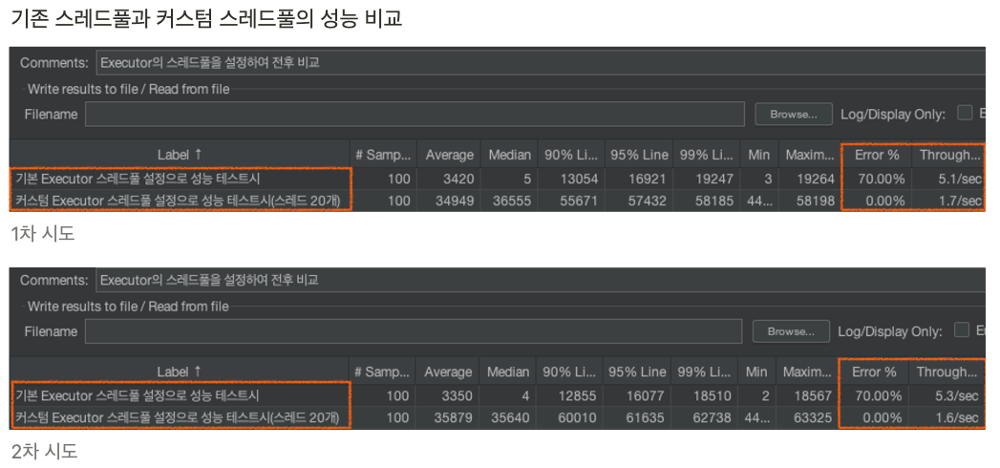 기존 스레드풀과 커스텀 스레드풀의 성능 비교
Comments: Executor의 스레드풀을 설정하여 전후 비교
Write results to file / Read from file
Filename Browse... Log/Display Only: E
Label ↑ # Samp... Average Median 90% Li... 95% Line 99% Li... Min Maxim... Error % Through...
기본 Executor 스레드풀 설정으로 성능 테스트시 100 3420 5 13054 16921 19247 3 19264 70.00% 5.1/sec
커스텀 Executor 스레드풀 설정으로 성능 테스트시(스레드 20개) 100 34949 36555 55671 57432 58185 44... 58198 0.00% 1.7/sec
1차 시도
Comments: Executor의 스레드풀을 설정하여 전후 비교
Write results to file / Read from file
Filename Browse... Log/Display Only: E
Label ↑ # Samp... Average Median 90% Li... 95% Line 99% Li... Min Maxim... Error % Through...
기본 Executor 스레드풀 설정으로 성능 테스트시 100 3350 4 12855 16077 18510 2 18567 70.00% 5.3/sec
커스텀 Executor 스레드풀 설정으로 성능 테스트시(스레드 20개) 100 35879 35640 60010 61635 62738 44... 63325 0.00% 1.6/sec
2차 시도